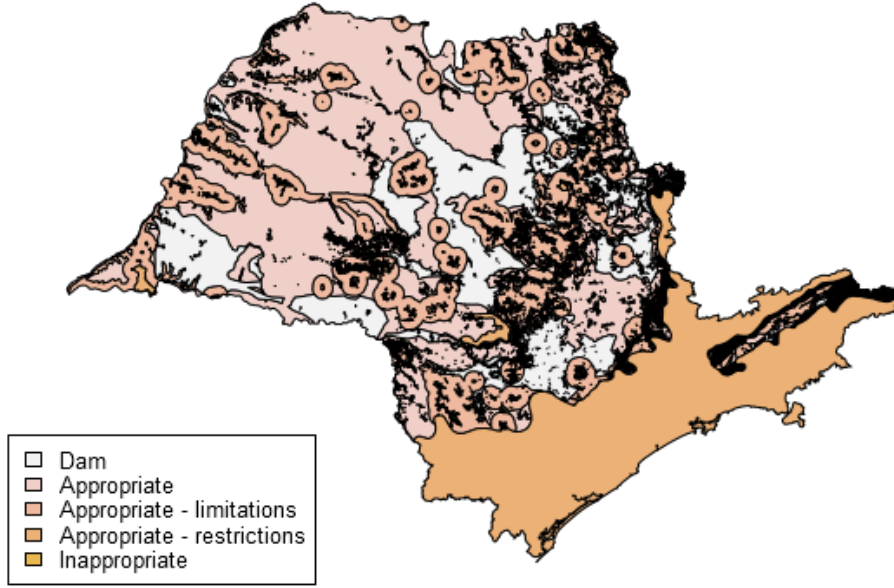 Dam
Appropriate
Appropriate - limitations
Appropriate - restrictions
Inappropriate